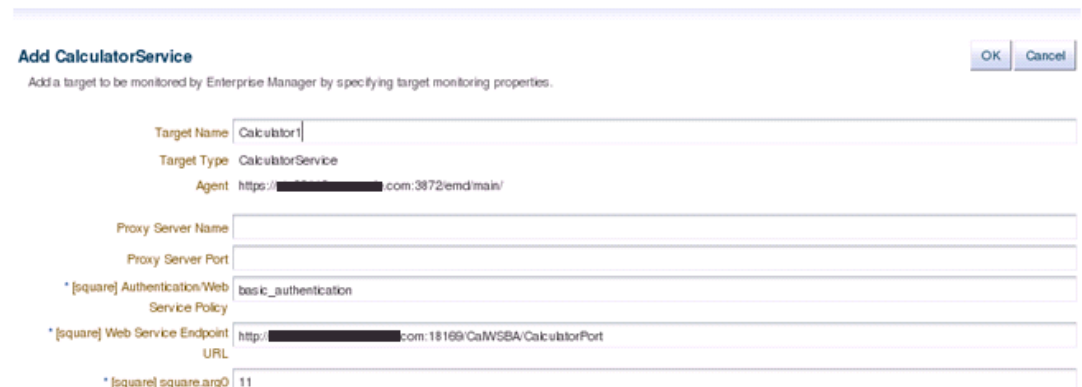 Add CalculatorService
OK Cancel
Add a target to be monitored by Enterprise Manager by specifying target monitoring properties.
Target Name Calculator1
Target Type CalculatorService
Agent https:// .com:3872/emd/main/
Proxy Server Name
Proxy Server Port
* [square] Authentication/Web basic_authentication
Service Policy
* [square] Web Service Endpoint http:// com:18169/CalWSBA/CalculatorPort
URL
* [square] square.arg0 11